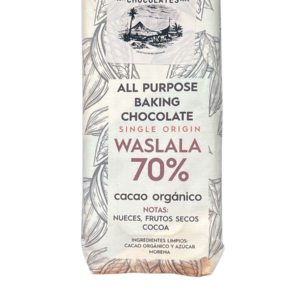 CHOCOLATES
ALL PURPOSE
BAKING
CHOCOLATE
SINGLE ORIGIN
WASLALA
70%
cacao orgánico
NOTAS:
NUECES, FRUTOS SECOS
COCOA
INGREDIENTES LIMPIOS:
CACAO ORGÁNICO Y AZÚCAR
MORENA